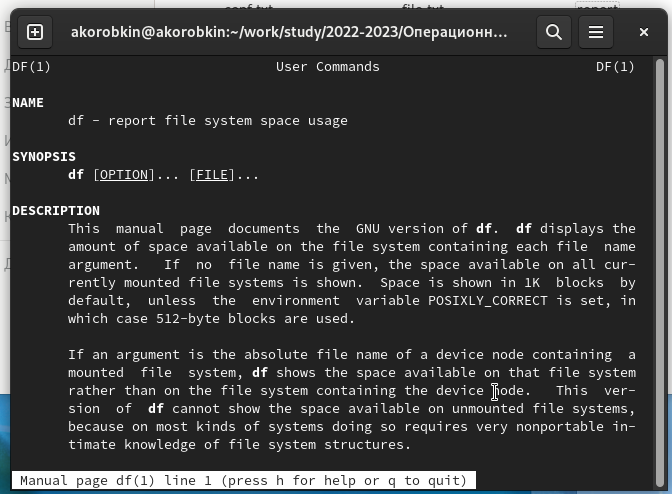 conf.txt file.txt report
akorobkin@akorobkin:~/work/study/2022-2023/Операционн...
DF(1) User Commands DF(1)
NAME
df - report file system space usage
SYNOPSIS
df [OPTION]... [FILE]...
DESCRIPTION
This manual page documents the GNU version of df. df displays the
amount of space available on the file system containing each file name
argument. If no file name is given, the space available on all cur-
rently mounted file systems is shown. Space is shown in 1K blocks by
default, unless the environment variable POSIXLY_CORRECT is set, in
which case 512-byte blocks are used.
If an argument is the absolute file name of a device node containing a
mounted file system, df shows the space available on that file system
rather than on the file system containing the device node. This ver-
sion of df cannot show the space available on unmounted file systems,
because on most kinds of systems doing so requires very nonportable in-
timate knowledge of file system structures.
Manual page df(1) line 1 (press h for help or q to quit)